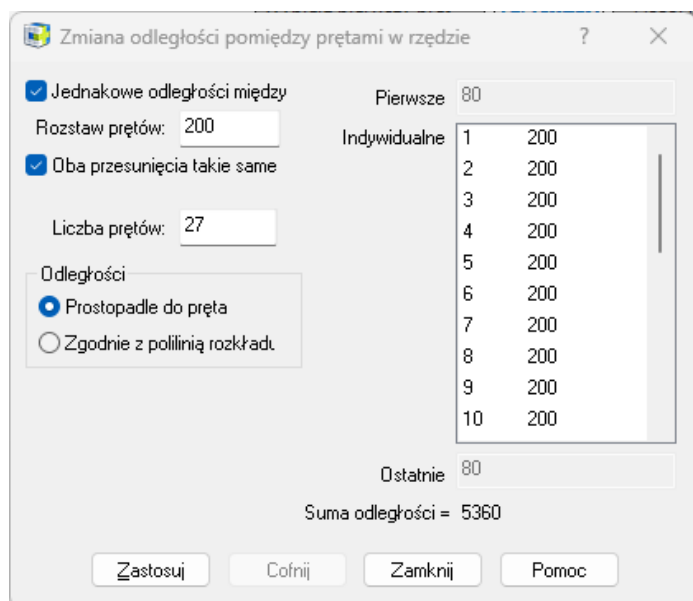 Zmiana odległości pomiędzy prętami w rzędzie ? ×
Jednakowe odległości między
Rozstaw prętów: 200
Oba przesunięcia takie same
Liczba prętów: 27
Odległości
Prostopadle do pręta
Zgodnie z polilinią rozkładu
Pierwsze 80
Indywidualne
1 200
2 200
3 200
4 200
5 200
6 200
7 200
8 200
9 200
10 200
Ostatnie 80
Suma odległości = 5360
Zastosuj Cofnij Zamknij Pomoc